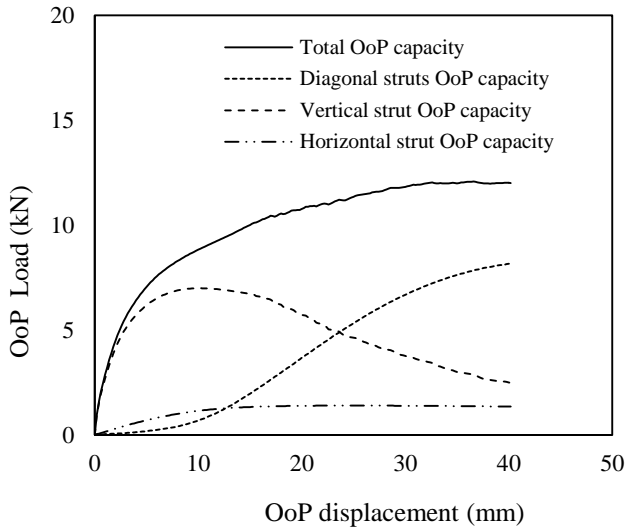 20
15
10
5
0
OoP Load (kN)
Total OoP capacity
Diagonal struts OoP capacity
Vertical strut OoP capacity
Horizontal strut OoP capacity
0 10 20 30 40 50
OoP displacement (mm)